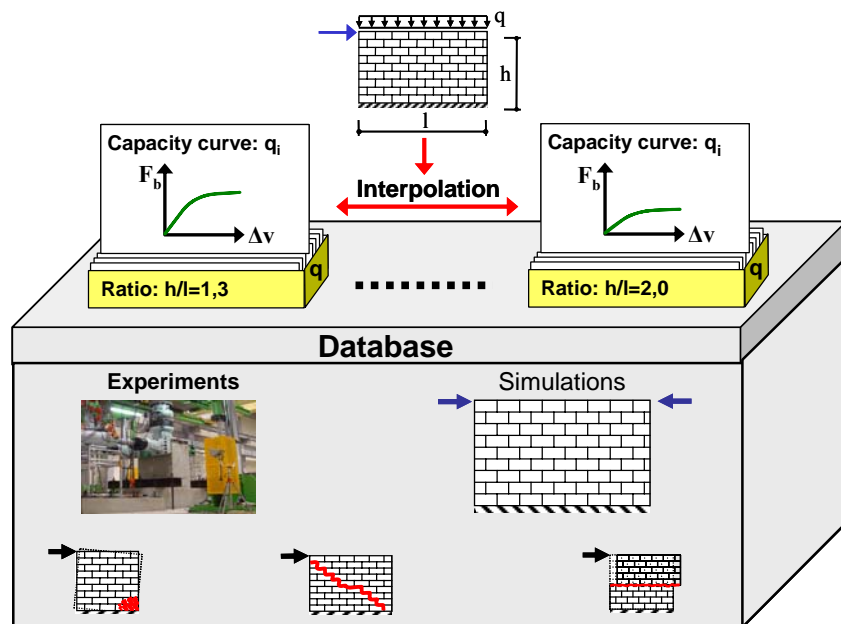 q
h
l
Capacity curve: qi
Fb
Δv
Interpolation
Capacity curve: qi
Fb
Δv
q
Ratio: h/l=1,3
q
Ratio: h/l=2,0
Database
Experiments
Simulations